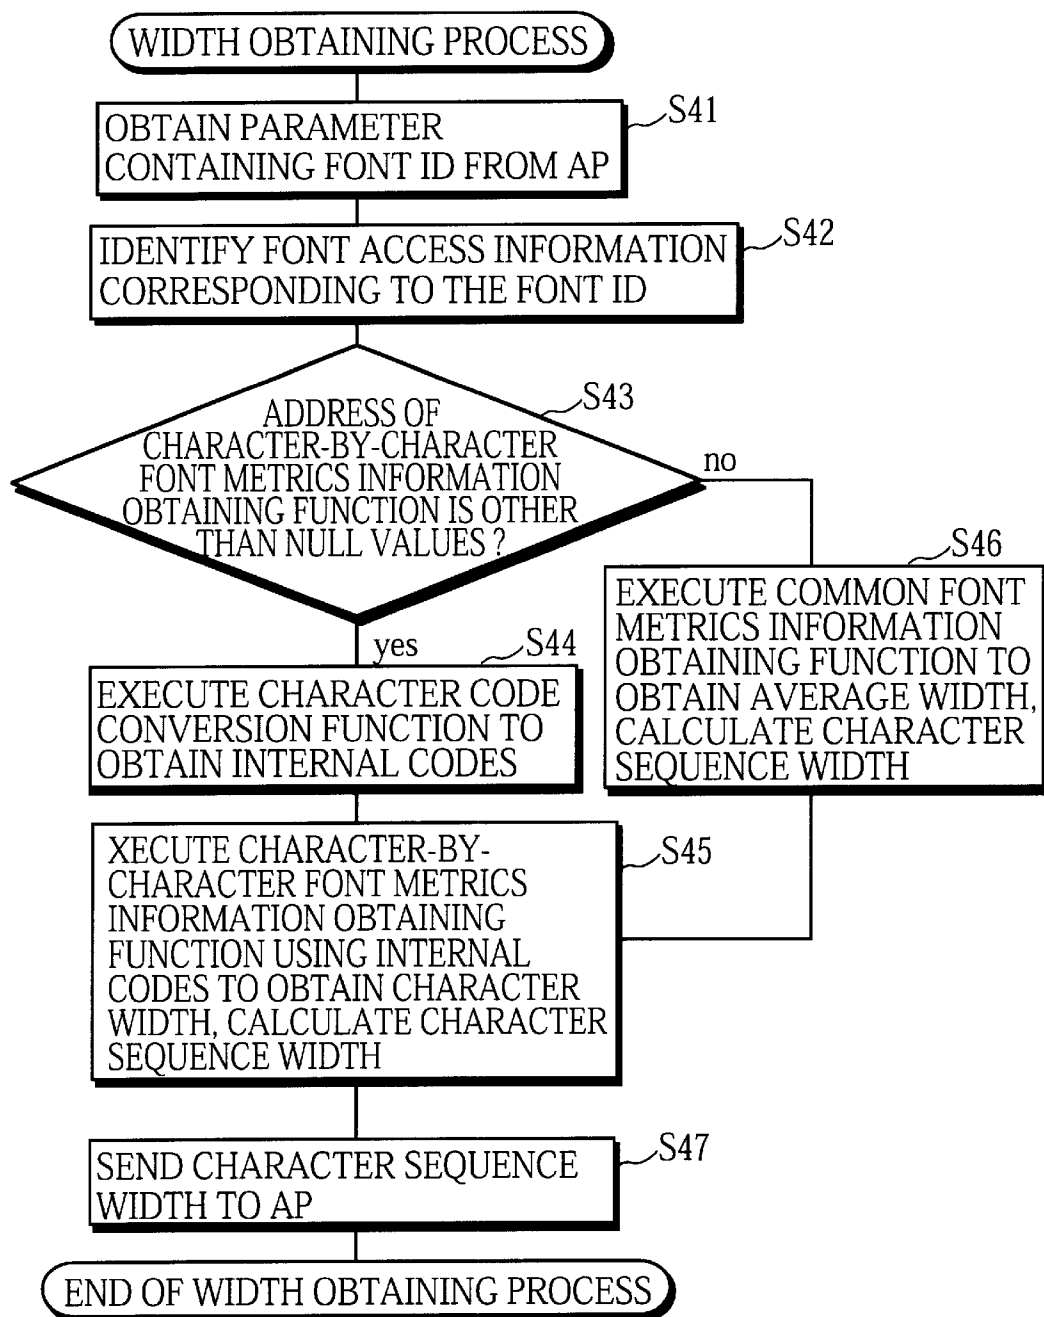 WIDTH OBTAINING PROCESS
S41
OBTAIN PARAMETER
CONTAINING FONT ID FROM AP
S42
IDENTIFY FONT ACCESS INFORMATION
CORRESPONDING TO THE FONT ID
S43
ADDRESS OF
CHARACTER-BY-CHARACTER
FONT METRICS INFORMATION
OBTAINING FUNCTION IS OTHER
THAN NULL VALUES ?
no
yes
S44
EXECUTE CHARACTER CODE
CONVERSION FUNCTION TO
OBTAIN INTERNAL CODES
S46
EXECUTE COMMON FONT
METRICS INFORMATION
OBTAINING FUNCTION TO
OBTAIN AVERAGE WIDTH,
CALCULATE CHARACTER
SEQUENCE WIDTH
S45
XECUTE CHARACTER-BY-
CHARACTER FONT METRICS
INFORMATION OBTAINING
FUNCTION USING INTERNAL
CODES TO OBTAIN CHARACTER
WIDTH, CALCULATE CHARACTER
SEQUENCE WIDTH
S47
SEND CHARACTER SEQUENCE
WIDTH TO AP
END OF WIDTH OBTAINING PROCESS